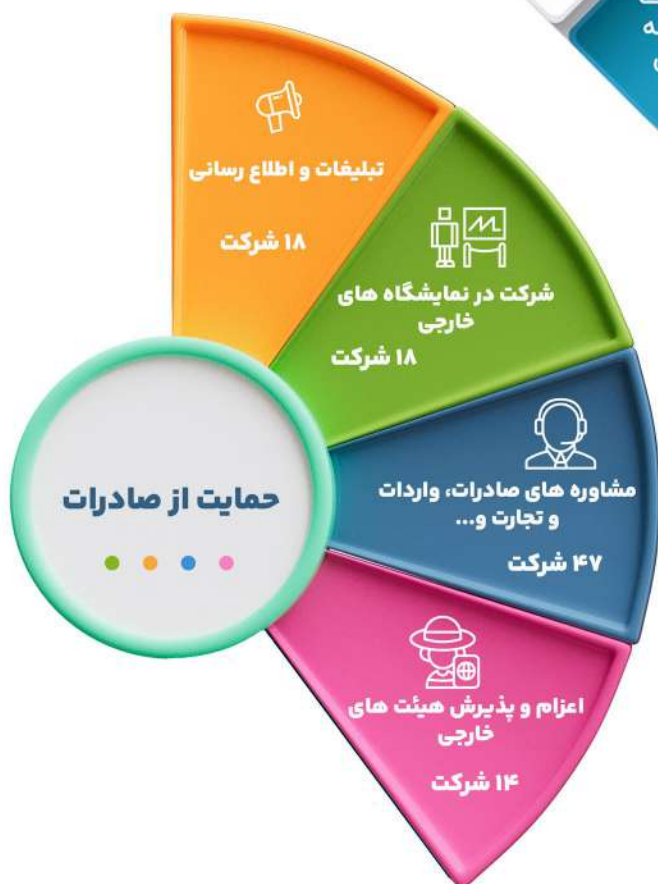 تبلیغات و اطلاع رسانی
۱۸ شرکت
شرکت در نمایشگاه های
خارجی
۱۸ شرکت
حمایت از صادرات
مشاوره های صادرات، واردات
و تجارت و...
۴۷ شرکت
اعزام و پذیرش هیئت های
خارجی
۱۴ شرکت